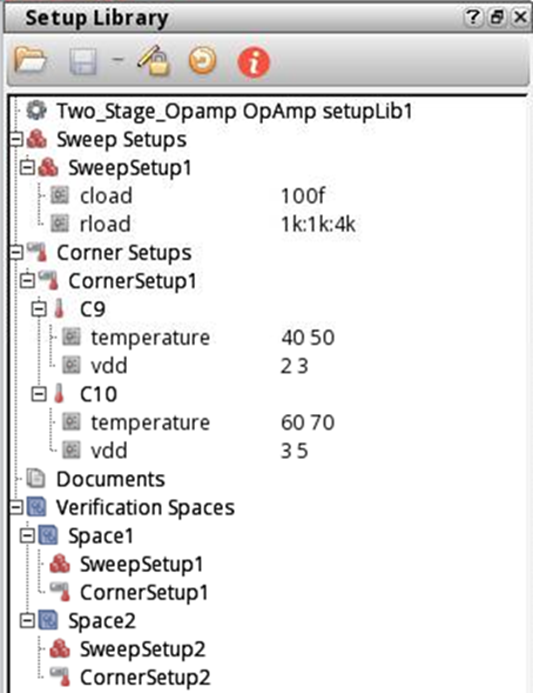 Setup Library
Two_Stage_Opamp OpAmp setupLib1
Sweep Setups
SweepSetup1
cload 100f
rload 1k:1k:4k
Corner Setups
CornerSetup1
C9
temperature 40 50
vdd 2 3
C10
temperature 60 70
vdd 3 5
Documents
Verification Spaces
Space1
SweepSetup1
CornerSetup1
Space2
SweepSetup2
CornerSetup2